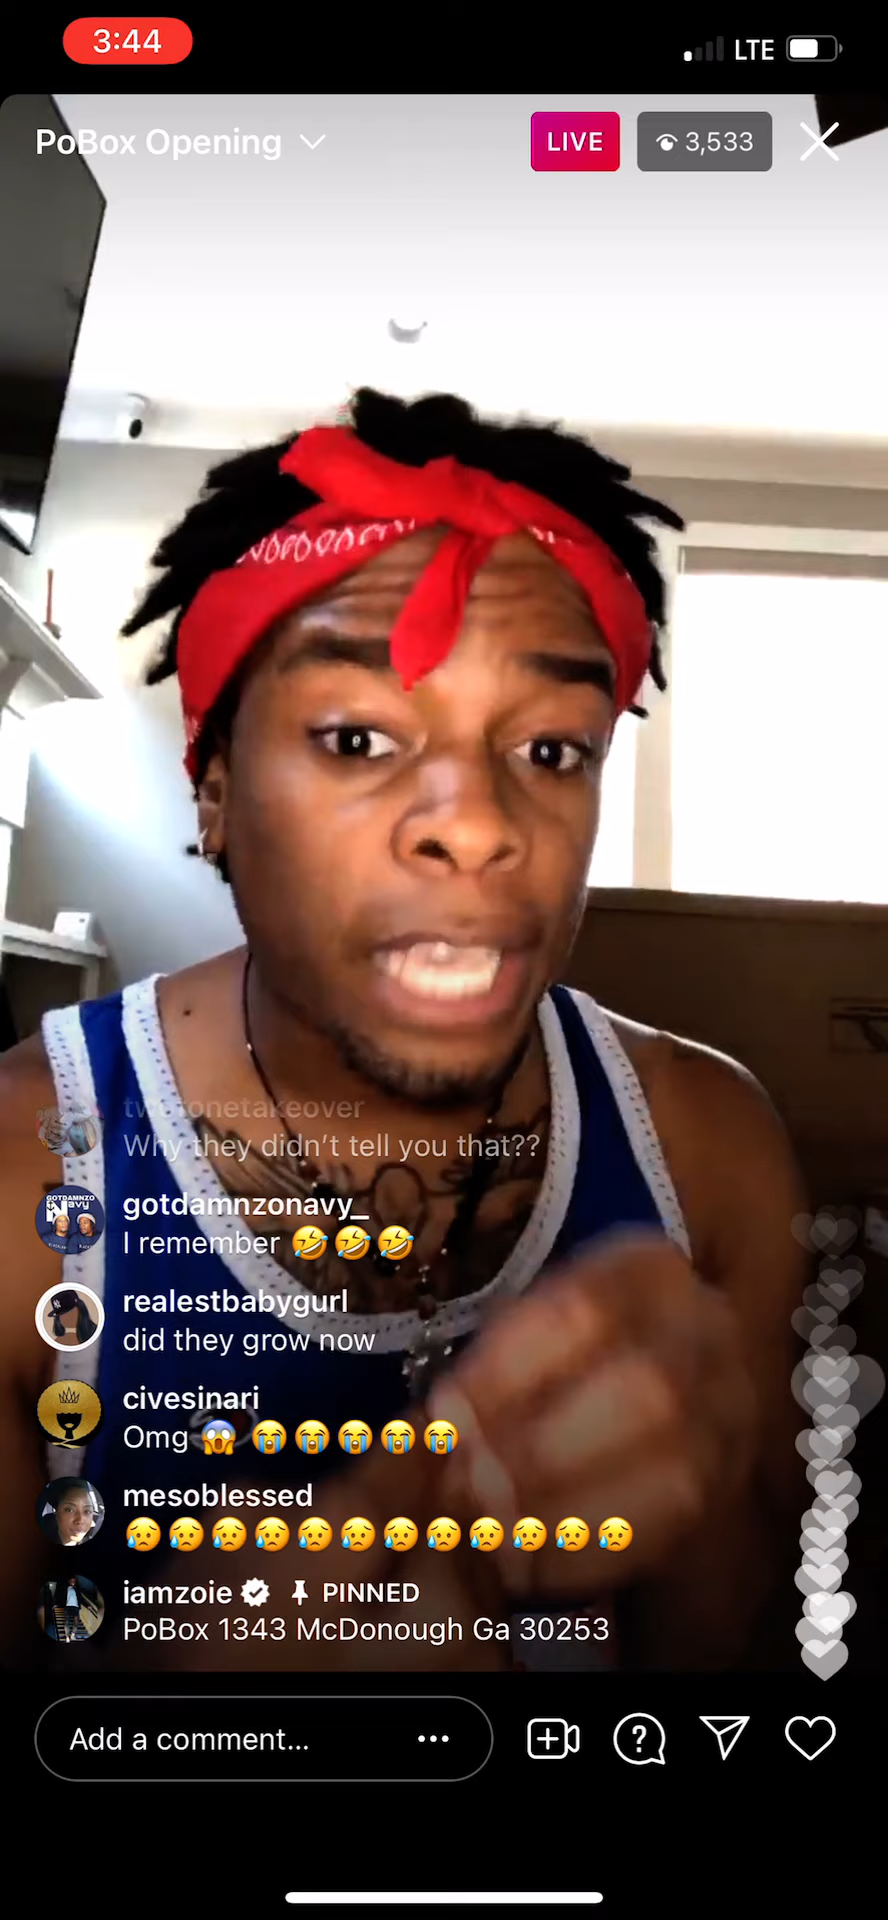 3:44
LTE
PoBox Opening
LIVE
3,533
twotonetakeover
Why they didn't tell you that??
gotdamnzonavy_
I remember 🤣🤣🤣
realestbabygurl
did they grow now
civesinari
Omg 😱😭😭😭😭😭
mesoblessed
😥😥😥😥😥😥😥😥😥😥😥😥
iamzoie PINNED
PoBox 1343 McDonough Ga 30253
Add a comment...